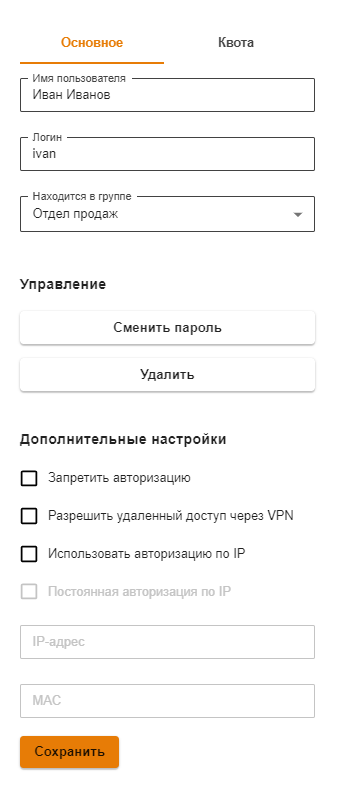 Основное Квота
Имя пользователя
Иван Иванов
Логин
ivan
Находится в группе
Отдел продаж
Управление
Сменить пароль
Удалить
Дополнительные настройки
Запретить авторизацию
Разрешить удаленный доступ через VPN
Использовать авторизацию по IP
Постоянная авторизация по IP
IP-адрес
MAC
Сохранить